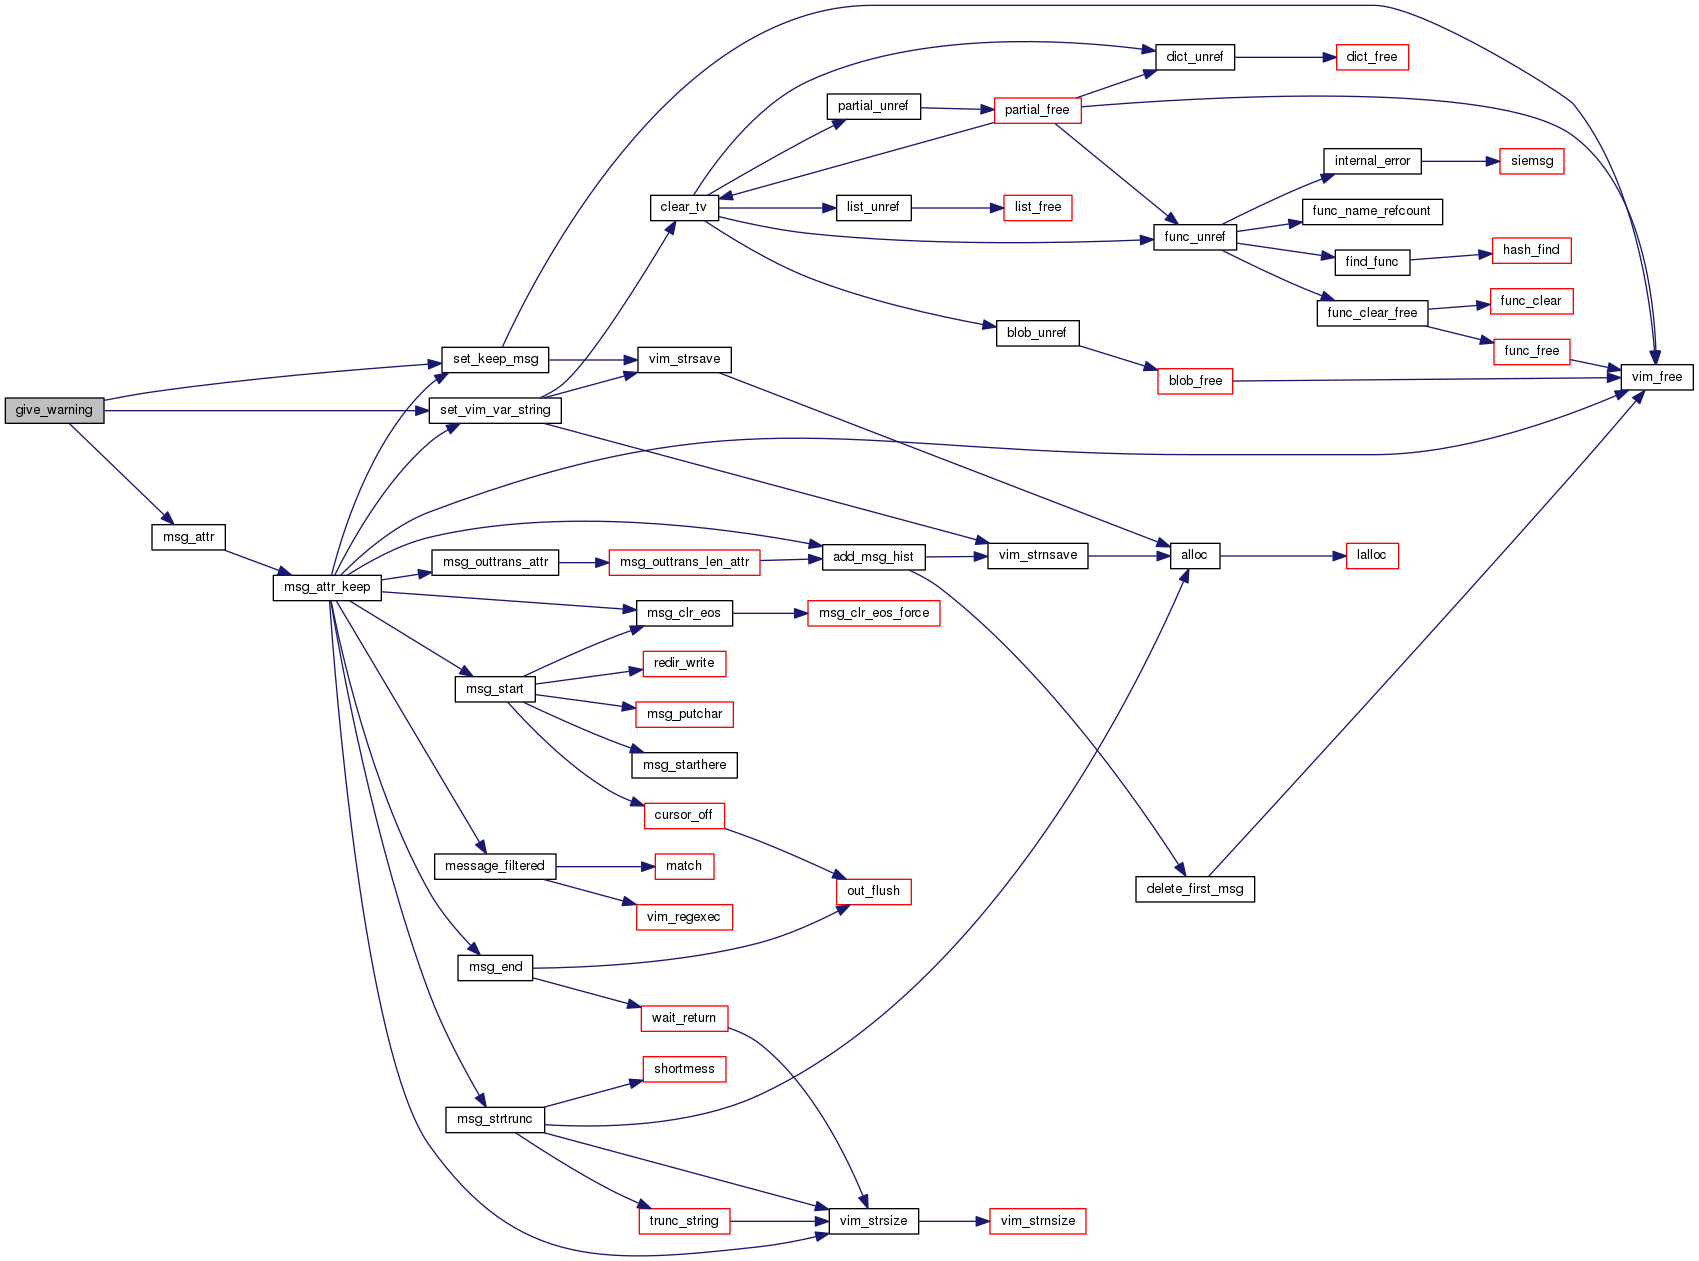 give_warning
msg_attr
msg_attr_keep
set_keep_msg
set_vim_var_string
msg_outtrans_attr
msg_start
message_filtered
msg_end
msg_strtrunc
clear_tv
vim_strsave
msg_outtrans_len_attr
msg_clr_eos
redir_write
msg_putchar
msg_starthere
cursor_off
match
vim_regexec
wait_return
shortmess
trunc_string
partial_unref
list_unref
add_msg_hist
msg_clr_eos_force
out_flush
vim_strsize
partial_free
list_free
blob_unref
vim_strnsave
vim_strnsize
dict_unref
func_unref
blob_free
alloc
delete_first_msg
dict_free
internal_error
func_name_refcount
find_func
func_clear_free
lalloc
siemsg
hash_find
func_clear
func_free
vim_free